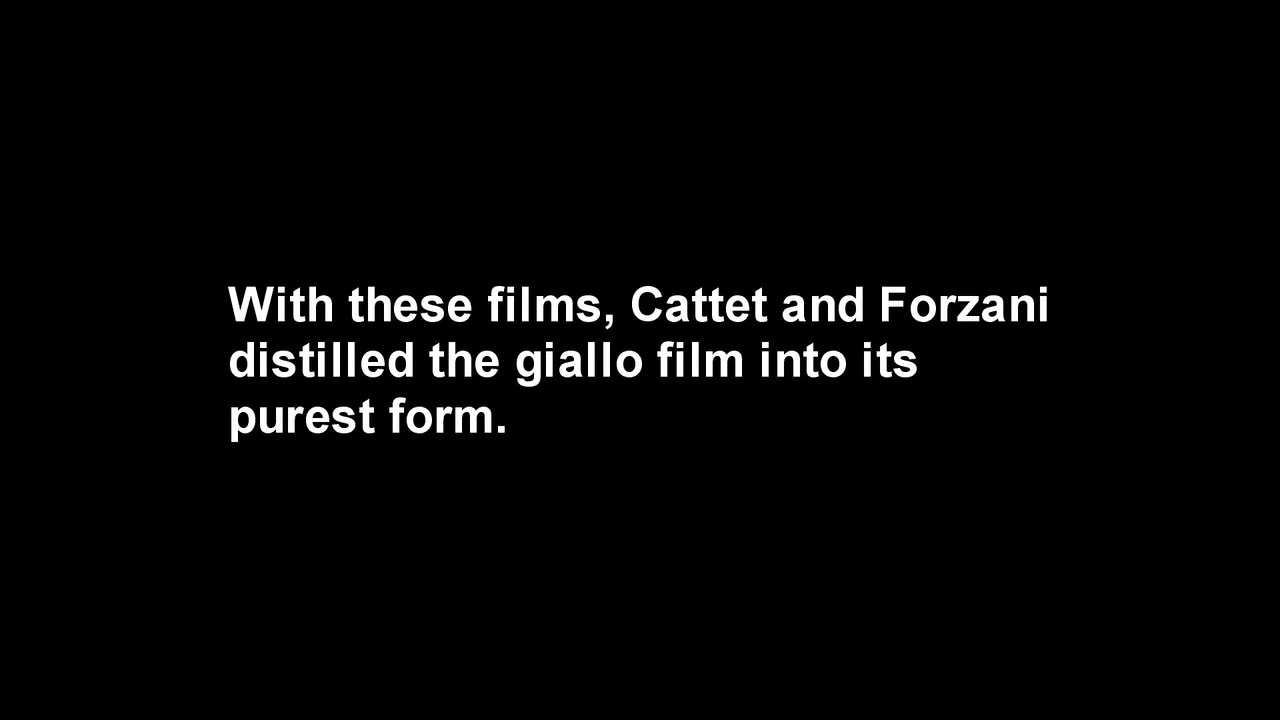 With these films, Cattet and Forzani
distilled the giallo film into its
purest form.